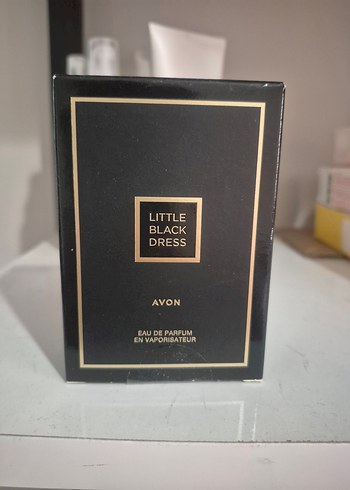 LITTLE
BLACK
DRESS
AVON
EAU DE PARFUM
EN VAPORISATEUR